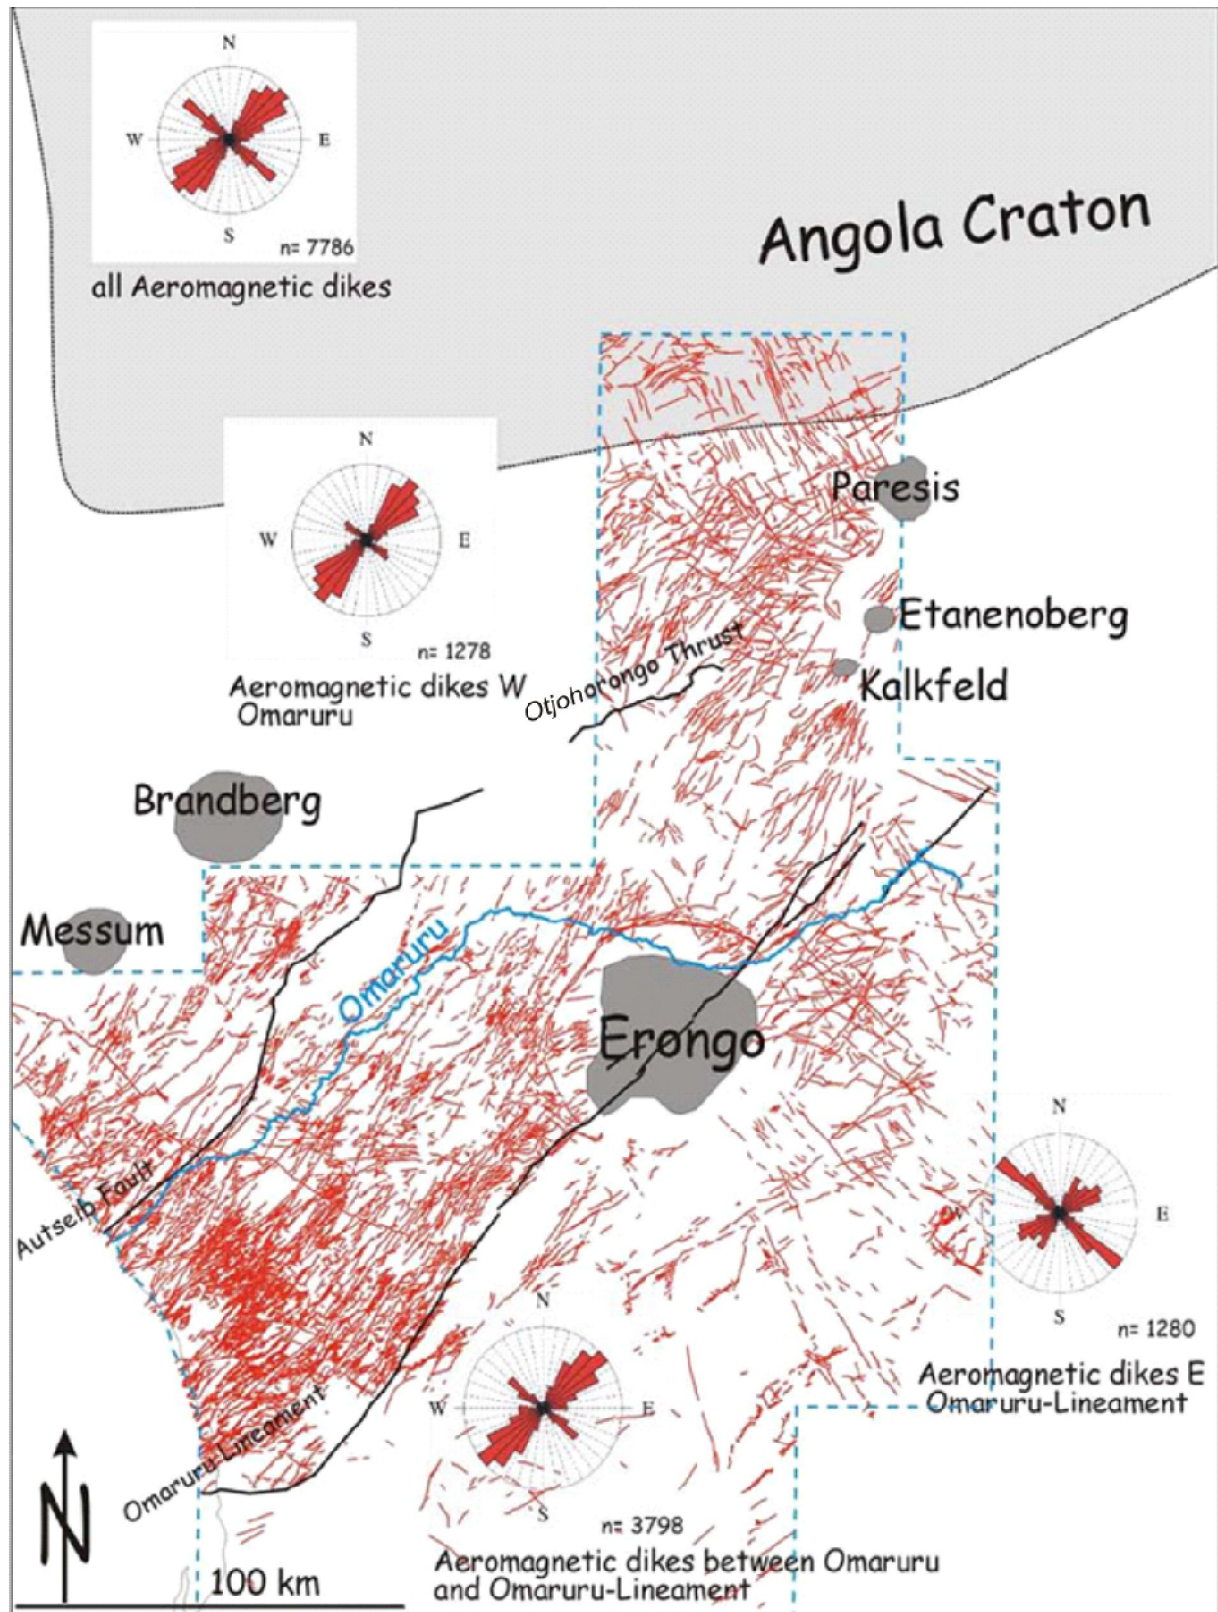 N
W
E
S
n= 7786
all Aeromagnetic dikes
Angola Craton
N
W
E
S
n= 1278
Aeromagnetic dikes W
Omaruru
Paresis
Etanenoberg
Otjohorongo Thrust
Kalkfeld
Brandberg
Messum
Omaruru
Erongo
Autseib Fault
N
W
E
S
n= 1280
Aeromagnetic dikes E
Omaruru-Lineament
N
W
E
S
n= 3798
Aeromagnetic dikes between Omaruru
and Omaruru-Lineament
Omaruru-Lineament
N
100 km